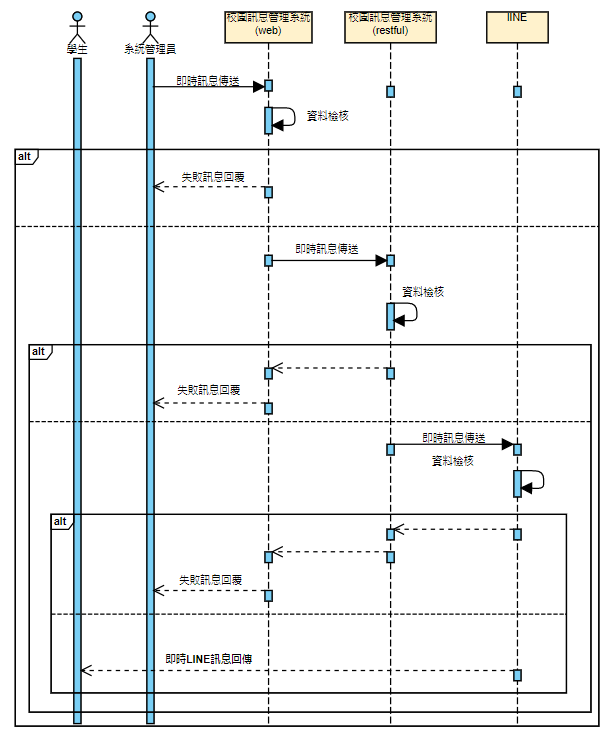 學生
系統管理員
校園訊息管理系統
(web)
校園訊息管理系統
(restful)
lINE
即時訊息傳送
資料檢核
alt
失敗訊息回覆
即時訊息傳送
資料檢核
alt
失敗訊息回覆
即時訊息傳送
資料檢核
alt
失敗訊息回覆
即時LINE訊息回傳